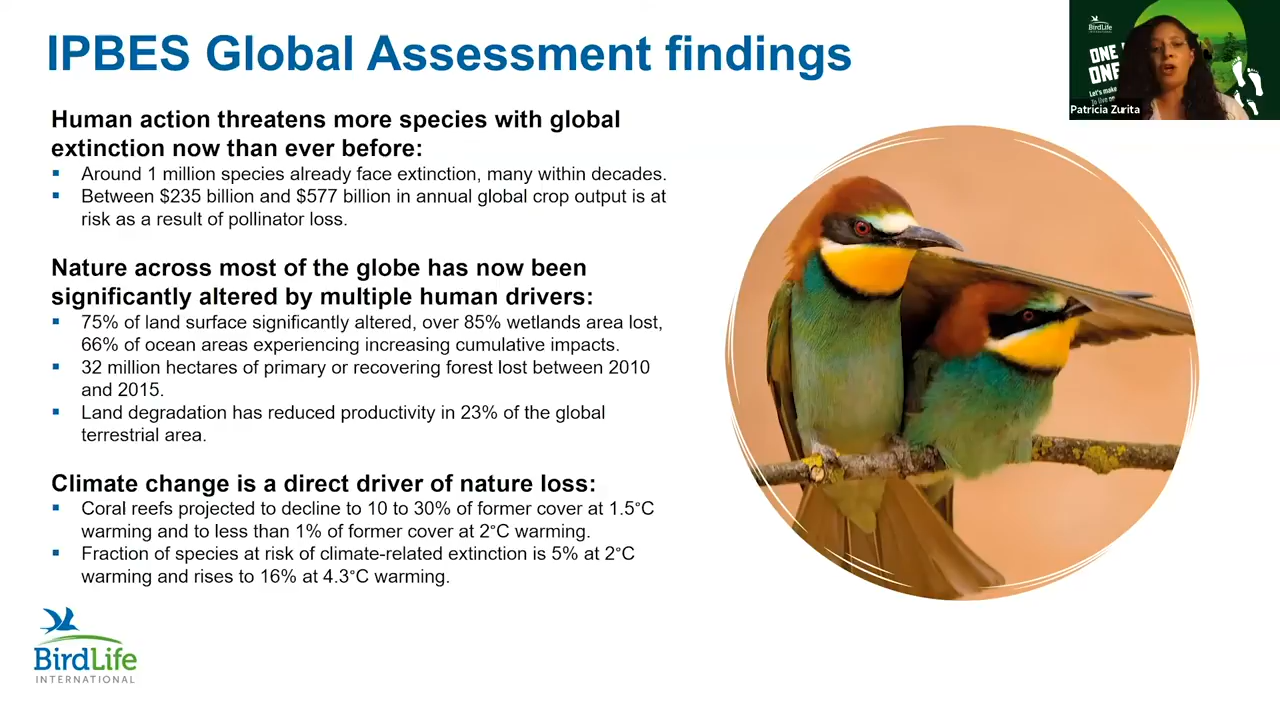 IPBES Global Assessment findings
Human action threatens more species with global
extinction now than ever before:
▪ Around 1 million species already face extinction, many within decades.
▪ Between $235 billion and $577 billion in annual global crop output is at
risk as a result of pollinator loss.
Nature across most of the globe has now been
significantly altered by multiple human drivers:
▪ 75% of land surface significantly altered, over 85% wetlands area lost,
66% of ocean areas experiencing increasing cumulative impacts.
▪ 32 million hectares of primary or recovering forest lost between 2010
and 2015.
▪ Land degradation has reduced productivity in 23% of the global
terrestrial area.
Climate change is a direct driver of nature loss:
▪ Coral reefs projected to decline to 10 to 30% of former cover at 1.5°C
warming and to less than 1% of former cover at 2°C warming.
▪ Fraction of species at risk of climate-related extinction is 5% at 2°C
warming and rises to 16% at 4.3°C warming.
BirdLife
INTERNATIONAL
BirdLife
INTERNATIONAL
ONE
ONE
Let's make
Patricia Zurita